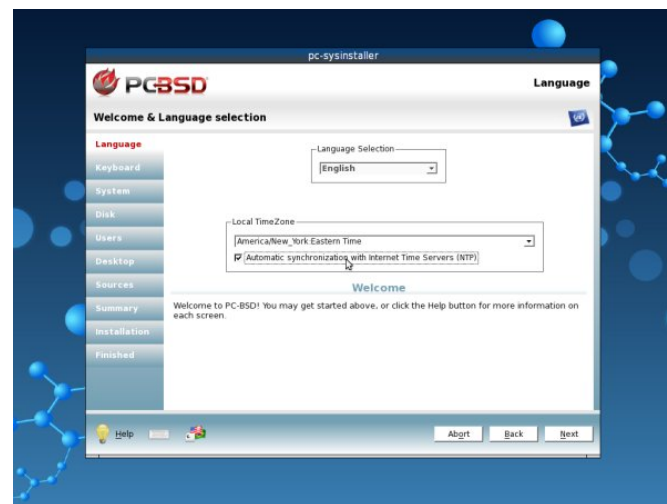 pc-sysinstaller
PCBSD
Language
Welcome & Language selection
Language
Keyboard
System
Disk
Users
Desktop
Sources
Summary
Installation
Finished
Language Selection
English
Local TimeZone
America/New_York:Eastern Time
Automatic synchronization with Internet Time Servers (NTP)
Welcome
Welcome to PC-BSD! You may get started above, or click the Help button for more information on
each screen.
Help
Abort
Back
Next